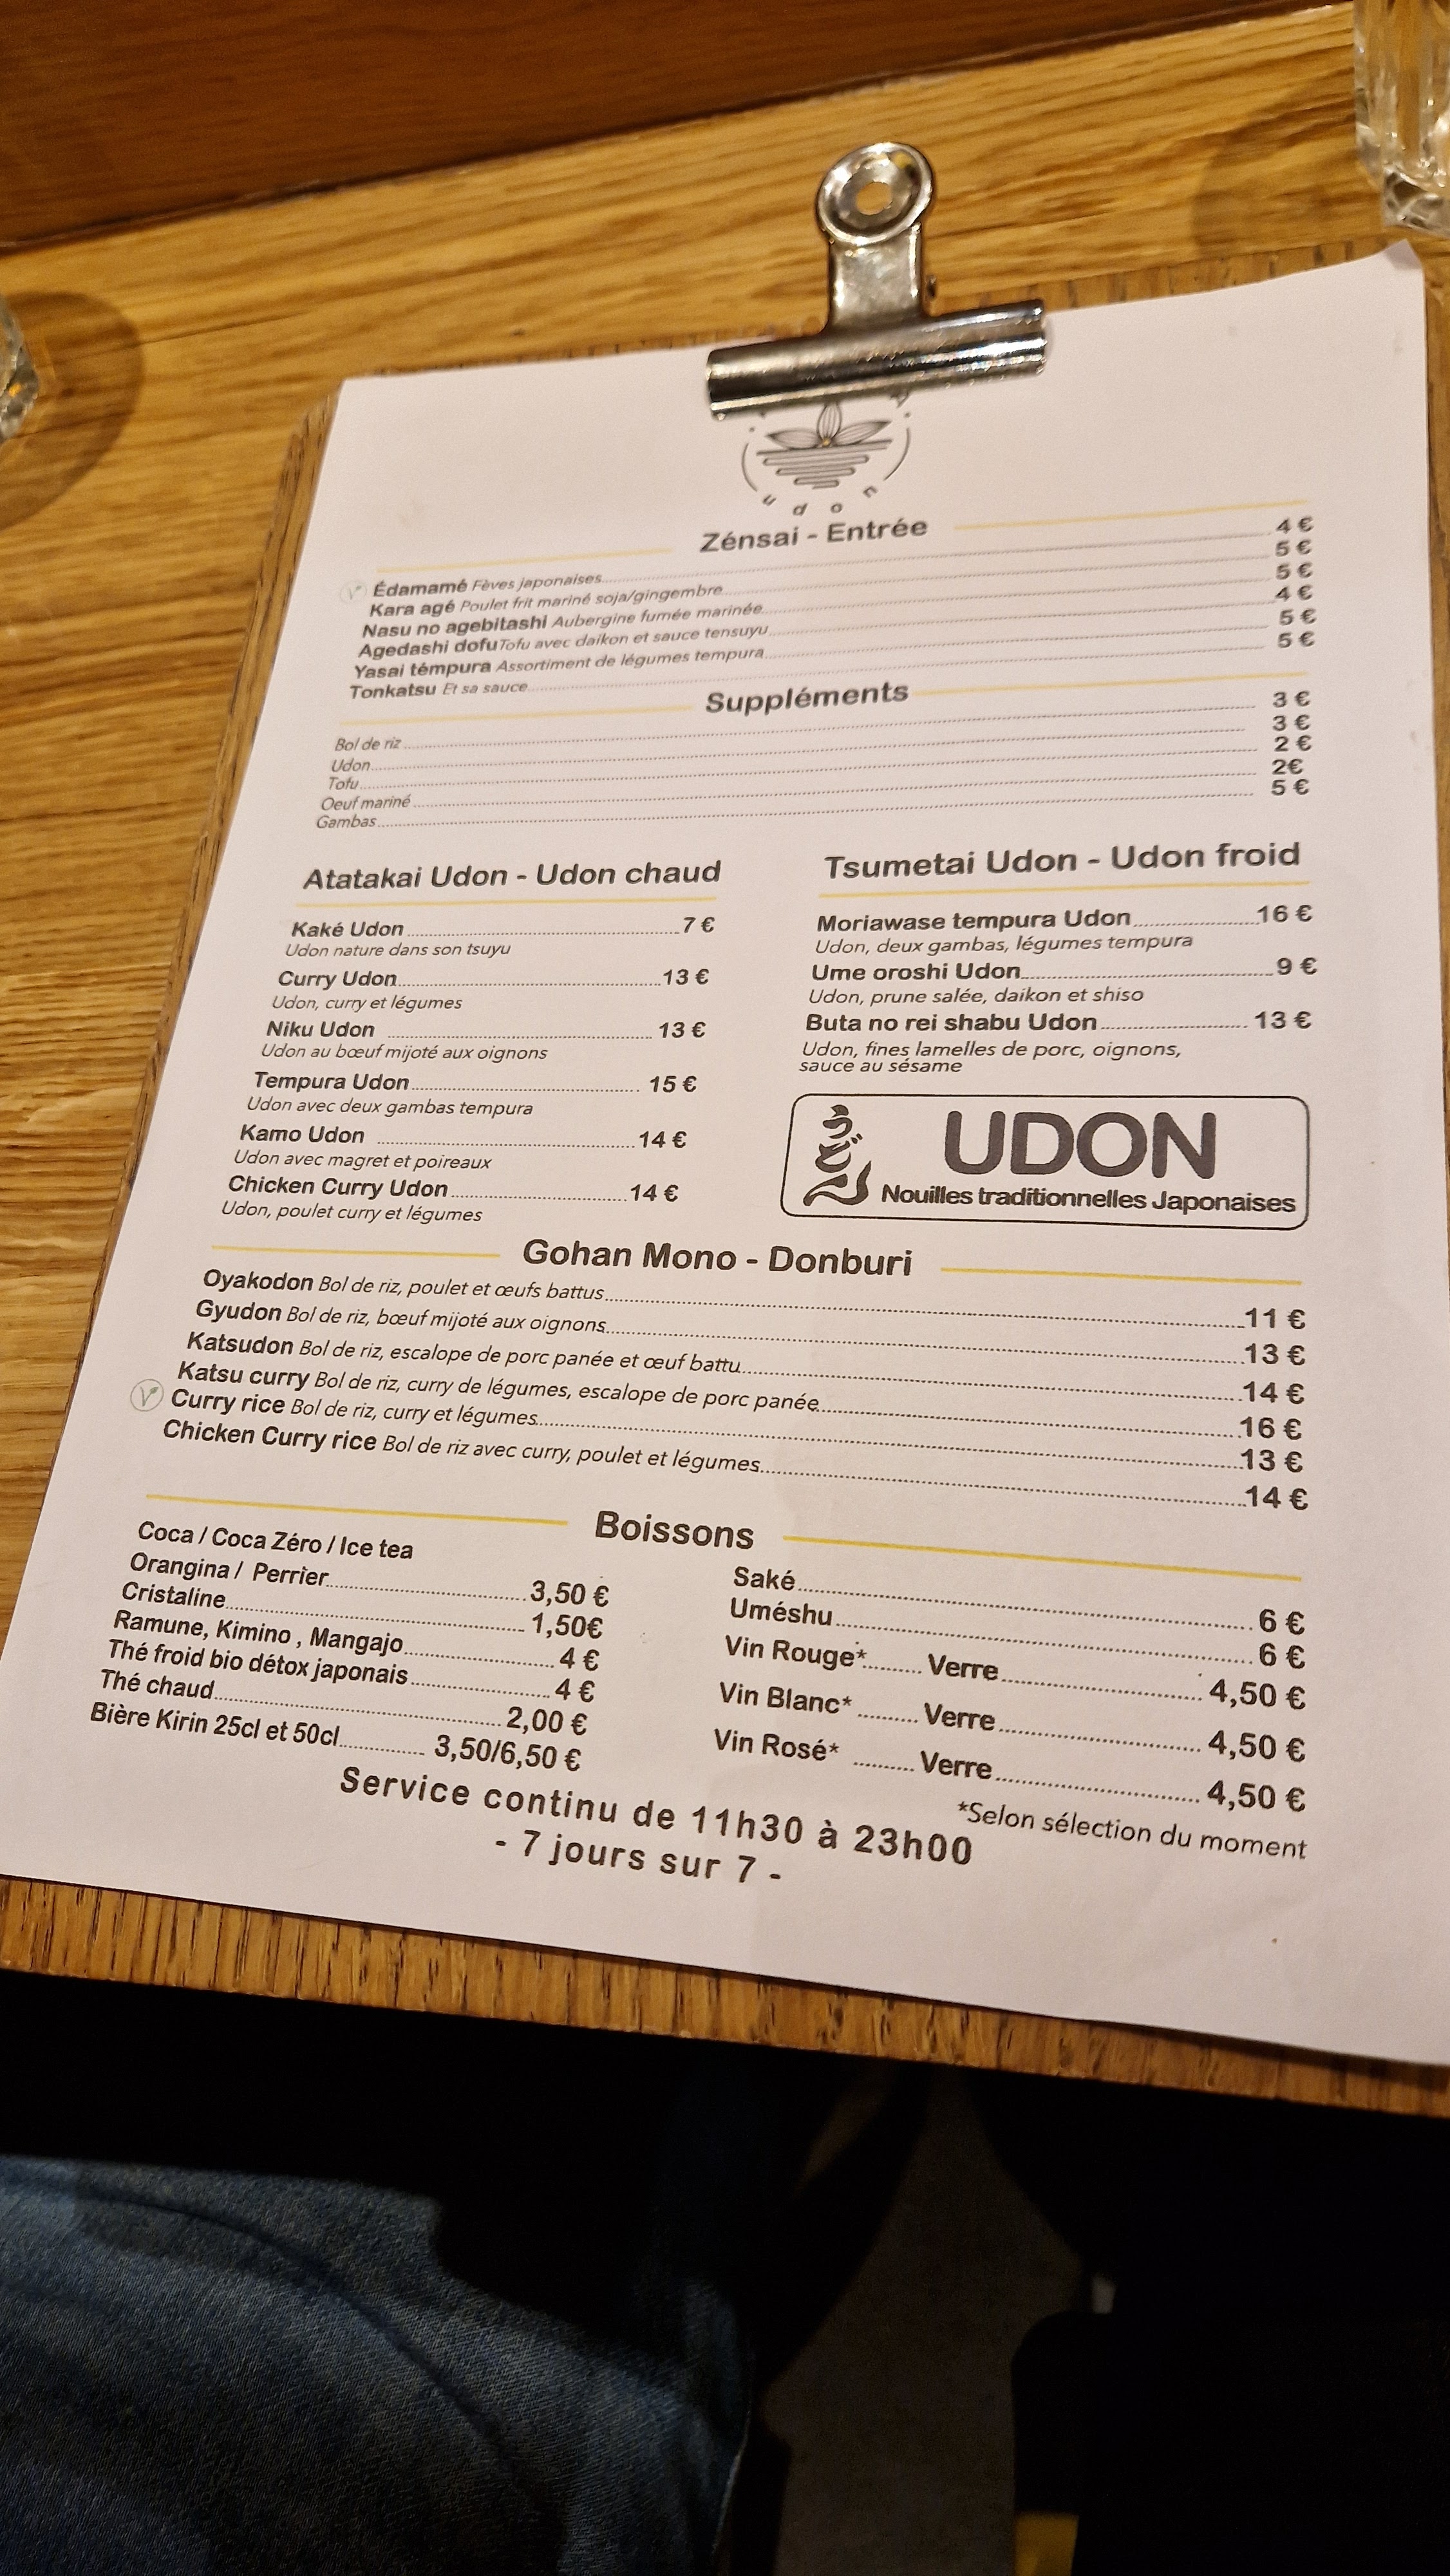 u d o n
Zénsai - Entrée
Édamamé Fèves japonaises 4 €
Kara agé Poulet frit mariné soja/gingembre 5 €
Nasu no agebitashi Aubergine fumée marinée 5 €
Agedashi dofu Tofu avec daikon et sauce tensuyu 4 €
Yasai témpura Assortiment de légumes tempura 5 €
Tonkatsu Et sa sauce 5 €
Suppléments
Bol de riz 3 €
Udon 3 €
Tofu 2 €
Oeuf mariné 2€
Gambas 5 €
Atatakai Udon - Udon chaud
Kaké Udon 7 €
Udon nature dans son tsuyu
Curry Udon 13 €
Udon, curry et légumes
Niku Udon 13 €
Udon au bœuf mijoté aux oignons
Tempura Udon 15 €
Udon avec deux gambas tempura
Kamo Udon 14 €
Udon avec magret et poireaux
Chicken Curry Udon 14 €
Udon, poulet curry et légumes
Tsumetai Udon - Udon froid
Moriawase tempura Udon 16 €
Udon, deux gambas, légumes tempura
Ume oroshi Udon 9 €
Udon, prune salée, daikon et shiso
Buta no rei shabu Udon 13 €
Udon, fines lamelles de porc, oignons,
sauce au sésame
うどん
UDON
Nouilles traditionnelles Japonaises
Gohan Mono - Donburi
Oyakodon Bol de riz, poulet et œufs battus 11 €
Gyudon Bol de riz, bœuf mijoté aux oignons 13 €
Katsudon Bol de riz, escalope de porc panée et œuf battu 14 €
Katsu curry Bol de riz, curry de légumes, escalope de porc panée 16 €
V Curry rice Bol de riz, curry et légumes 13 €
Chicken Curry rice Bol de riz avec curry, poulet et légumes 14 €
Boissons
Coca / Coca Zéro / Ice tea
Orangina / Perrier 3,50 €
Cristaline 1,50€
Ramune, Kimino , Mangajo 4 €
Thé froid bio détox japonais 4 €
Thé chaud 2,00 €
Bière Kirin 25cl et 50cl 3,50/6,50 €
Saké 6 €
Uméshu 6 €
Vin Rouge* Verre 4,50 €
Vin Blanc* Verre 4,50 €
Vin Rosé* Verre 4,50 €
*Selon sélection du moment
Service continu de 11h30 à 23h00
- 7 jours sur 7 -